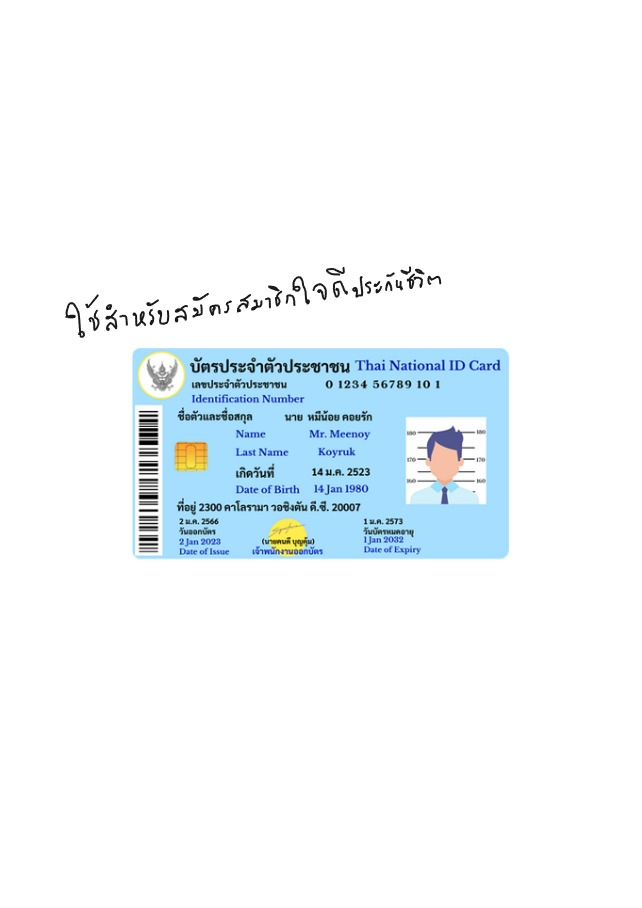 ใช้สำหรับสมัครสมาชิกใจดีประกันชีวิต
บัตรประจำตัวประชาชน Thai National ID Card
เลขประจำตัวประชาชน 0 1234 56789 10 1
Identification Number
ชื่อตัวและชื่อสกุล นาย หมีน้อย คอยรัก
Name Mr. Meenoy
Last Name Koyruk
เกิดวันที่ 14 ม.ค. 2523
Date of Birth 14 Jan 1980
ที่อยู่ 2300 คาโลรามา วอชิงตัน ดี.ซี. 20007
180 180
170 170
160 160
2 ม.ค. 2566
วันออกบัตร
2 Jan 2023
Date of Issue
(นายคนดี บุญคุ้ม)
เจ้าพนักงานออกบัตร
1 ม.ค. 2573
วันบัตรหมดอายุ
1 Jan 2032
Date of Expiry